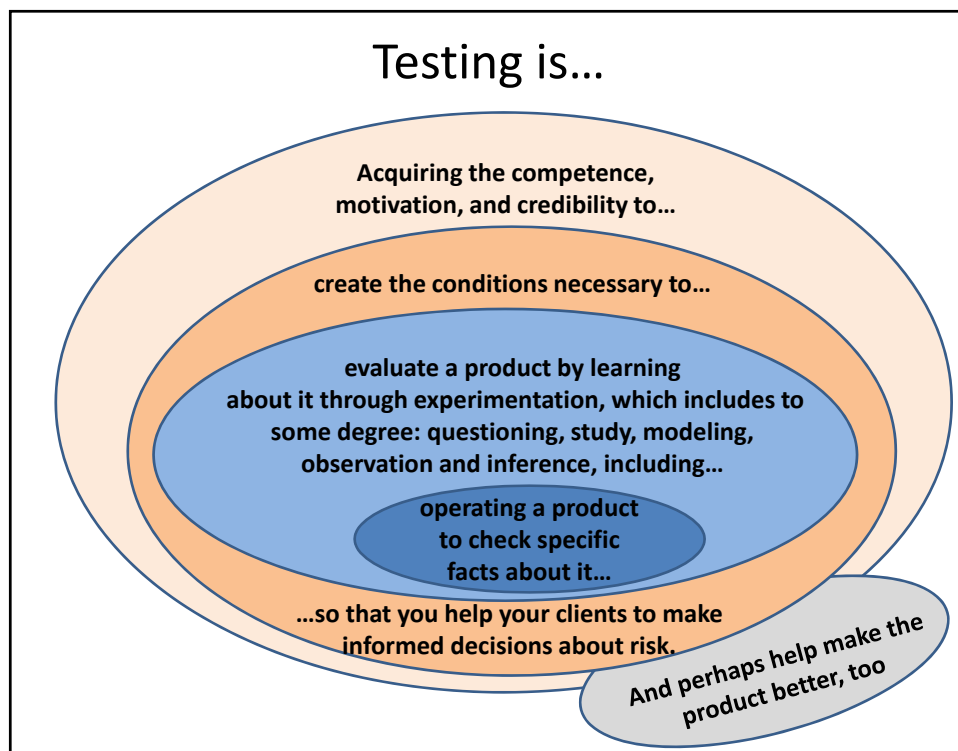 Testing is…
Acquiring the competence,
motivation, and credibility to…
create the conditions necessary to…
evaluate a product by learning
about it through experimentation, which includes to
some degree: questioning, study, modeling,
observation and inference, including…
operating a product
to check specific
facts about it…
…so that you help your clients to make
informed decisions about risk.
And perhaps help make the
product better, too